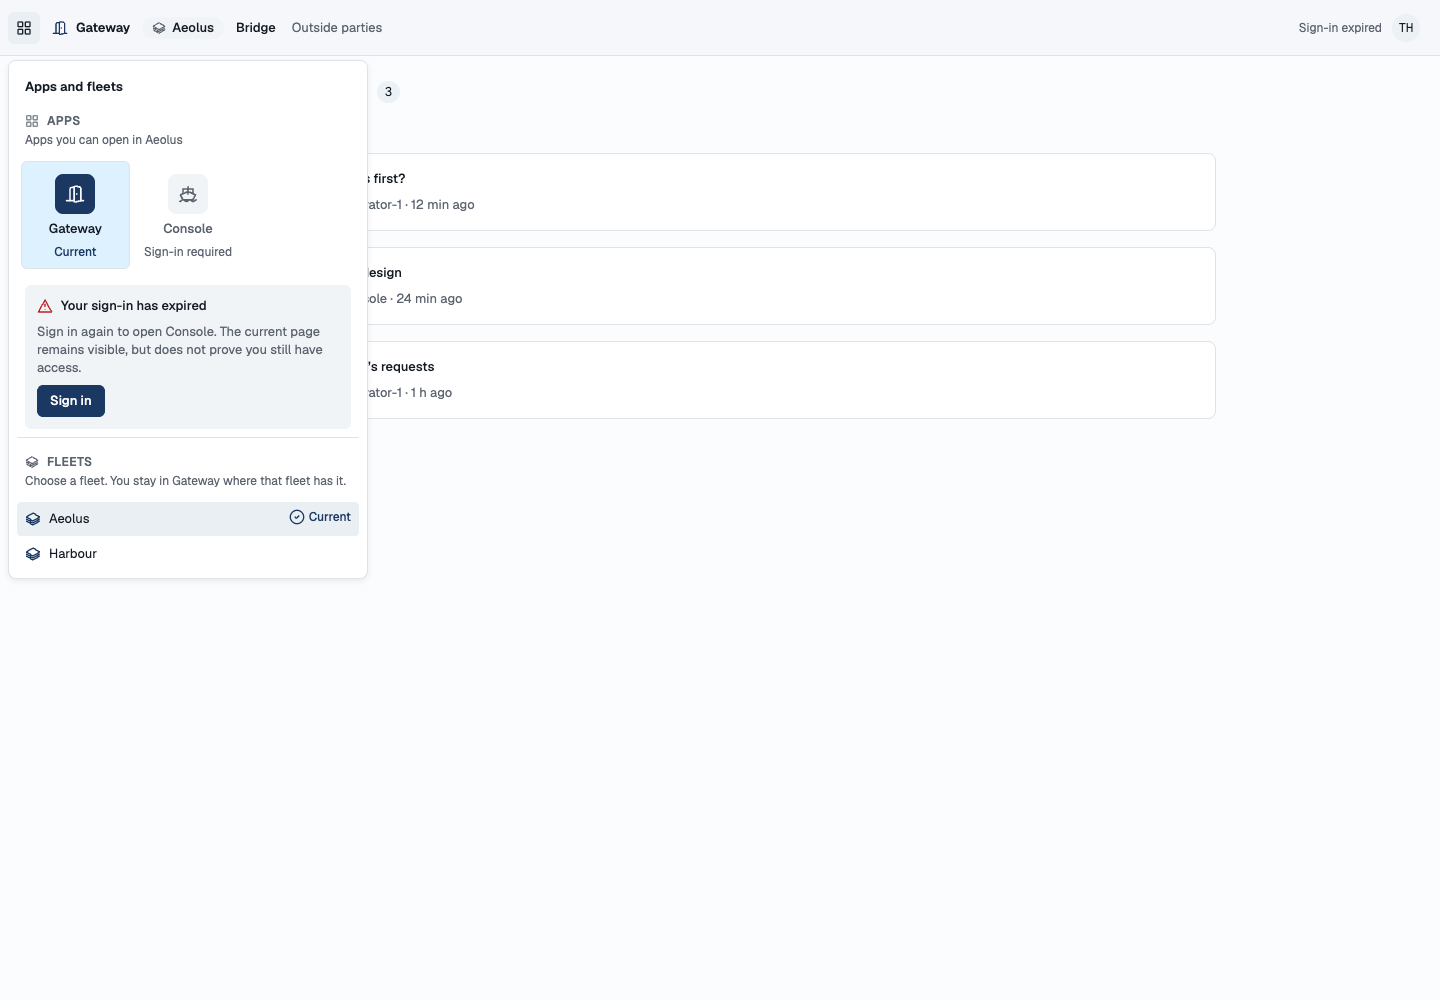 Gateway Aeolus Bridge Outside parties Sign-in expired TH
Apps and fleets
3
APPS
Apps you can open in Aeolus
Gateway
Current
Console
Sign-in required
s first?
rator-1 · 12 min ago
esign
sole · 24 min ago
's requests
rator-1 · 1 h ago
Your sign-in has expired
Sign in again to open Console. The current page
remains visible, but does not prove you still have
access.
Sign in
FLEETS
Choose a fleet. You stay in Gateway where that fleet has it.
Aeolus Current
Harbour